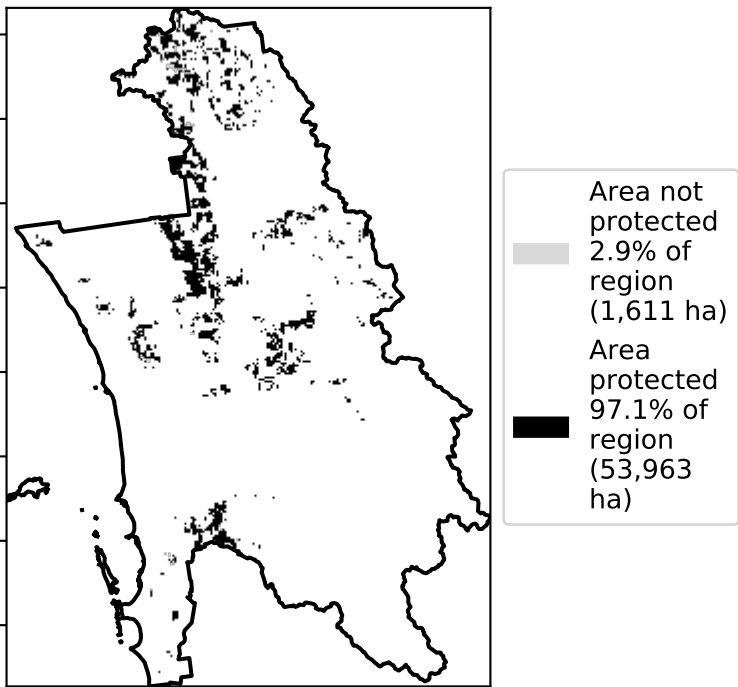 Area not
protected
2.9% of
region
(1,611 ha)
Area
protected
97.1% of
region
(53,963
ha)